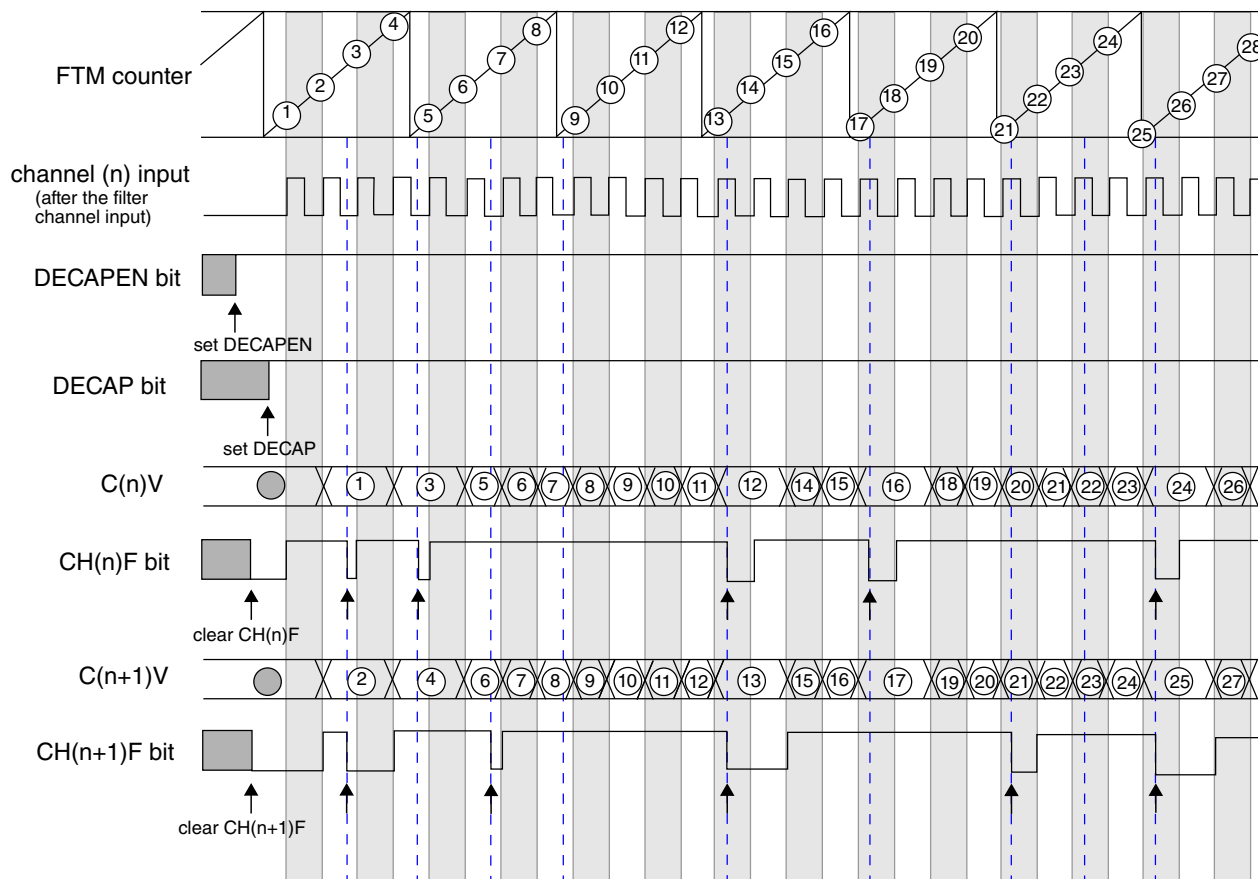 4 8 12 16 20 24 28
3 7 11 15 19 23 27
FTM counter
2 6 10 14 18 22 26
1 5 9 13 17 21 25
channel (n) input
(after the filter
channel input)
DECAPEN bit
set DECAPEN
DECAP bit
set DECAP
C(n)V 1 3 5 6 7 8 9 10 11 12 14 15 16 18 19 20 21 22 23 24 26
CH(n)F bit
clear CH(n)F
C(n+1)V 2 4 6 7 8 9 10 11 12 13 15 16 17 19 20 21 22 23 24 25 27
CH(n+1)F bit
clear CH(n+1)F